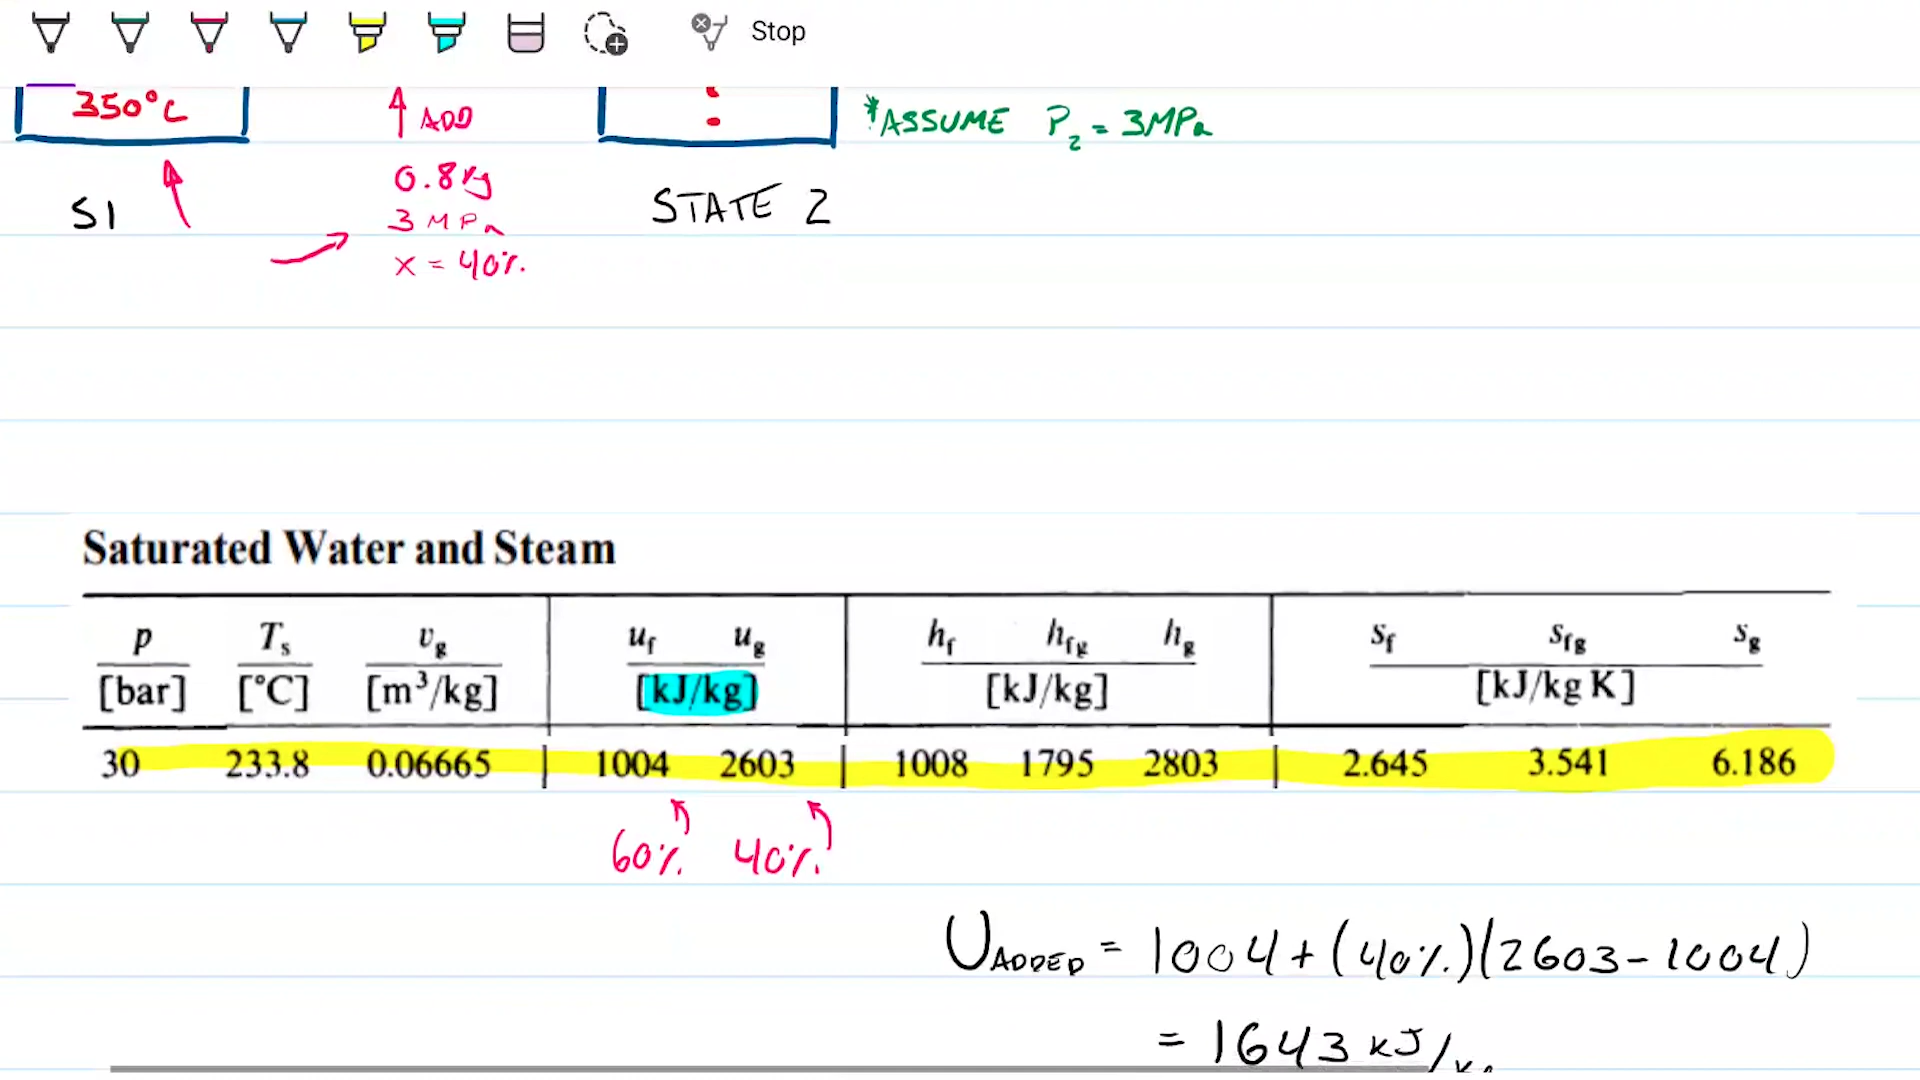 Stop
350°C
ADD
*ASSUME P2 = 3MPa
0.8 kg
3 MPa
x = 40%
S1
STATE 2
Saturated Water and Steam
p Ts vg uf ug hf hfg hg sf sfg sg
[bar] [°C] [m³/kg] [kJ/kg] [kJ/kg] [kJ/kg K]
30 233.8 0.06665 1004 2603 1008 1795 2803 2.645 3.541 6.186
60% 40%
UADDED = 1004 + (40%)(2603 - 1004)
= 1643 kJ/kg